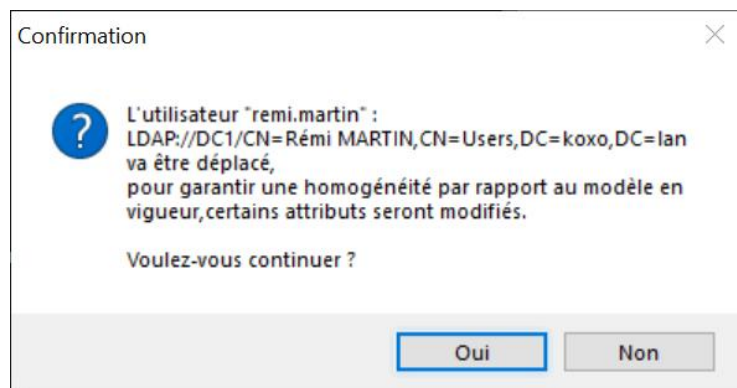 Confirmation
L'utilisateur "remi.martin" :
LDAP://DC1/CN=Rémi MARTIN,CN=Users,DC=koxo,DC=lan
va être déplacé,
pour garantir une homogénéité par rapport au modèle en
vigueur,certains attributs seront modifiés.
Voulez-vous continuer ?
Oui
Non